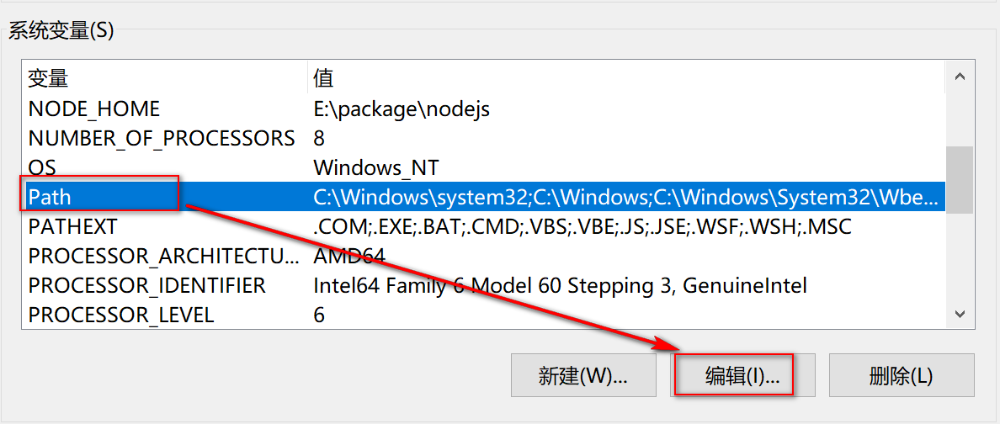 系统变量(S)
变量 值
NODE_HOME E:\package\nodejs
NUMBER_OF_PROCESSORS 8
OS Windows_NT
Path C:\Windows\system32;C:\Windows;C:\Windows\System32\Wbe...
PATHEXT .COM;.EXE;.BAT;.CMD;.VBS;.VBE;.JS;.JSE;.WSF;.WSH;.MSC
PROCESSOR_ARCHITECTU... AMD64
PROCESSOR_IDENTIFIER Intel64 Family 6 Model 60 Stepping 3, GenuineIntel
PROCESSOR_LEVEL 6
新建(W)... 编辑(I)... 删除(L)